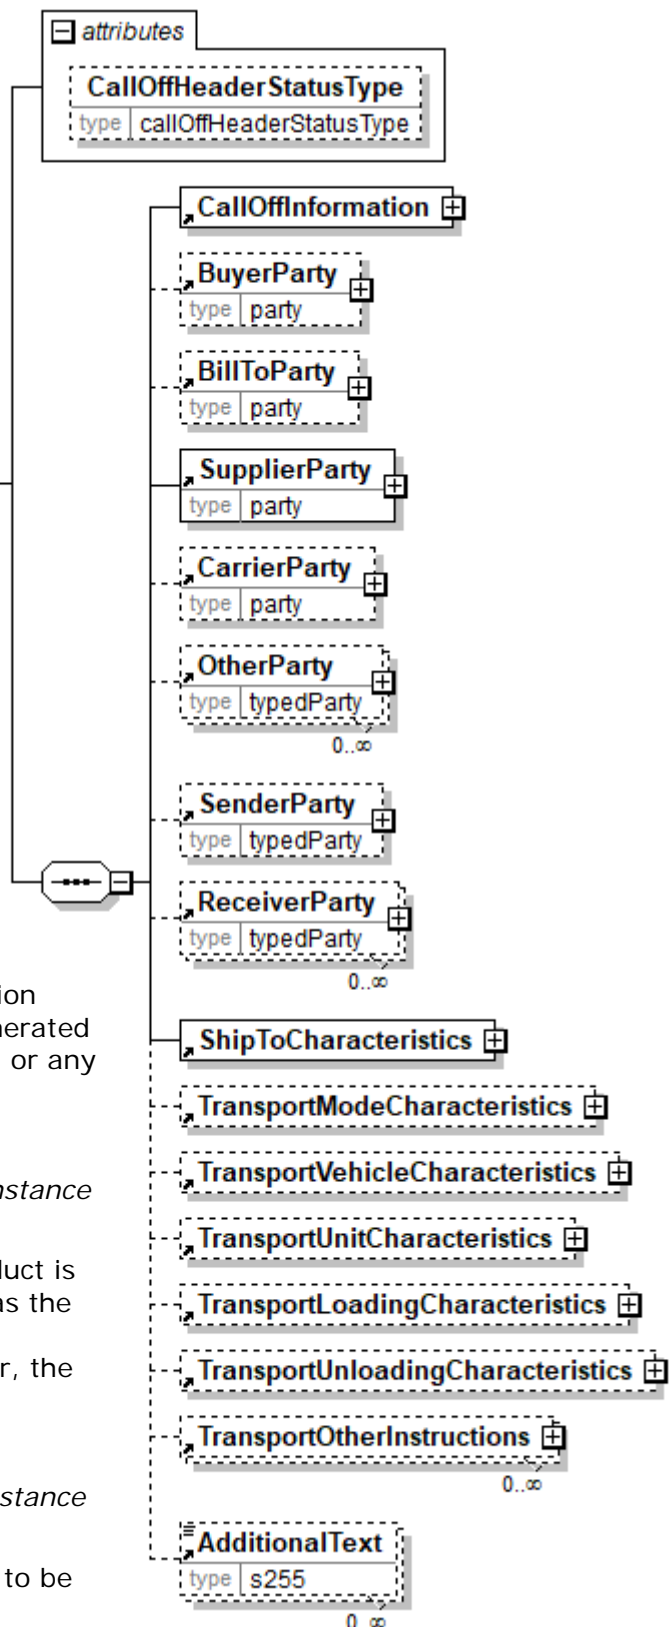 attributes
CallOffHeaderStatusType
type callOffHeaderStatusType
CallOffInformation
BuyerParty
type party
BillToParty
type party
SupplierParty
type party
CarrierParty
type party
OtherParty
type typedParty
0..∞
SenderParty
type typedParty
ReceiverParty
type typedParty
0..∞
ion
nerated
or any
ShipToCharacteristics
TransportModeCharacteristics
nstance
TransportVehicleCharacteristics
TransportUnitCharacteristics
luct is
as the
TransportLoadingCharacteristics
r, the
TransportUnloadingCharacteristics
TransportOtherInstructions
0..∞
stance
AdditionalText
to be
type s255
0..∞